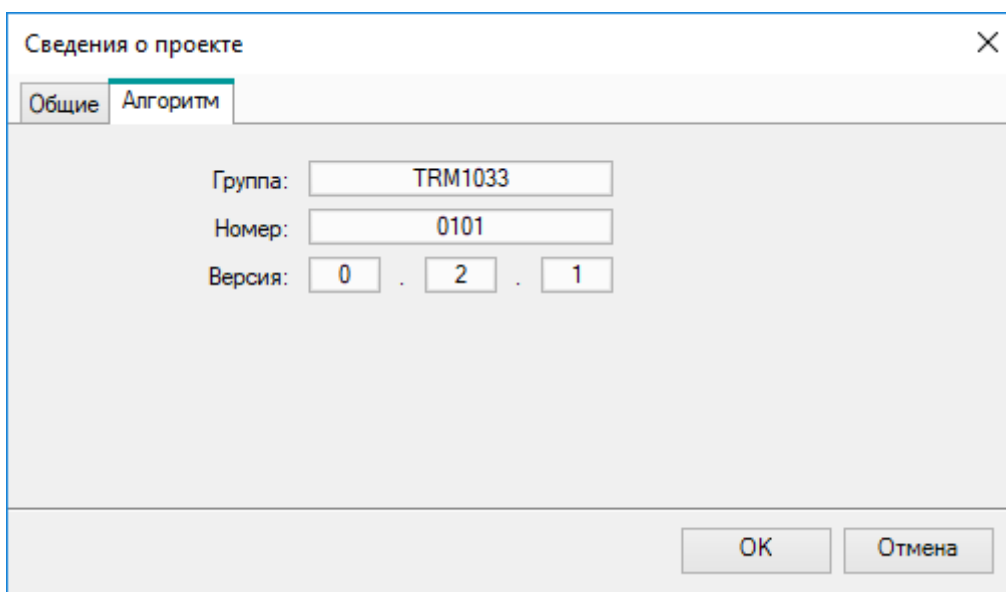 Сведения о проекте
Общие Алгоритм
Группа: TRM1033
Номер: 0101
Версия: 0 . 2 . 1
OK Отмена